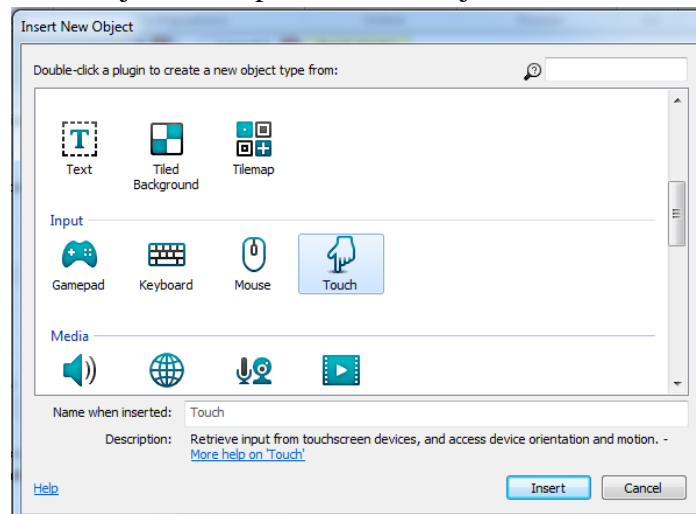 Insert New Object
Double-click a plugin to create a new object type from:
T
Text
Tiled Background
Tilemap
Input
Gamepad
Keyboard
Mouse
Touch
Media
Name when inserted: Touch
Description: Retrieve input from touchscreen devices, and access device orientation and motion. -
More help on 'Touch'
Help
Insert
Cancel